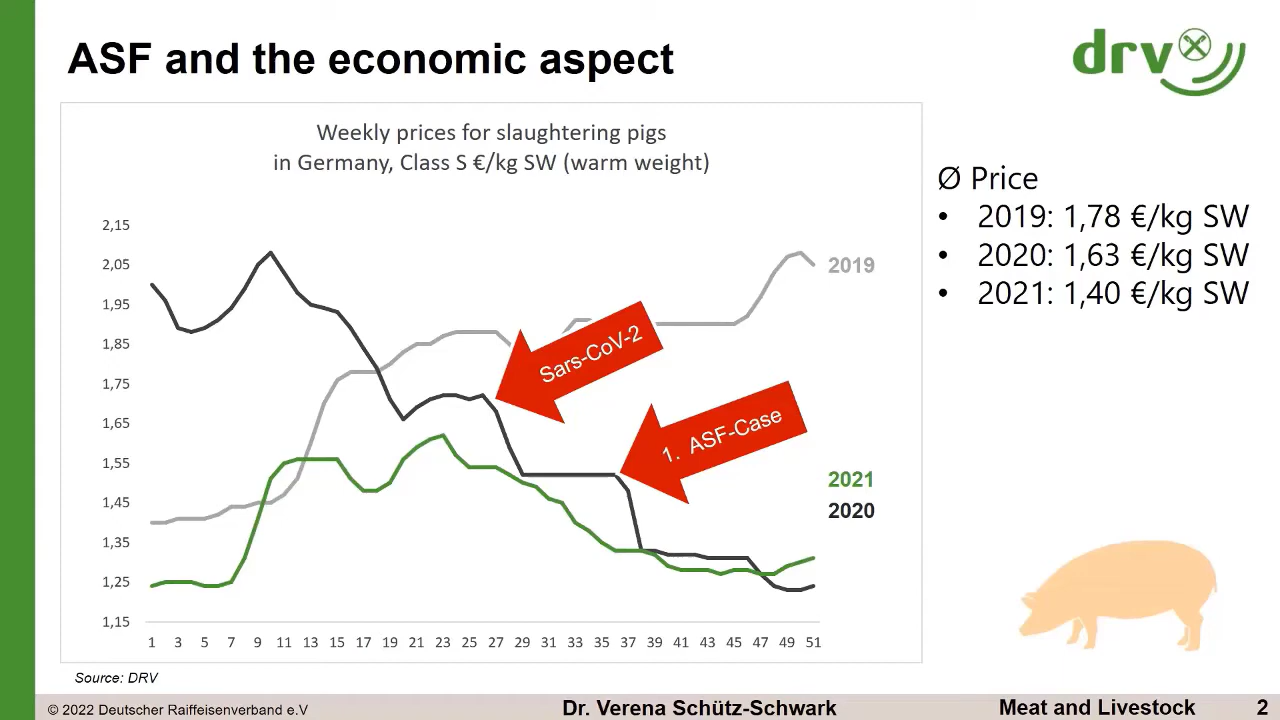 ASF and the economic aspect
drv
Weekly prices for slaughtering pigs
in Germany, Class S €/kg SW (warm weight)
2,15
2,05
1,95
1,85
1,75
1,65
1,55
1,45
1,35
1,25
1,15
1 3 5 7 9 11 13 15 17 19 21 23 25 27 29 31 33 35 37 39 41 43 45 47 49 51
2019
Sars-CoV-2
1. ASF-Case
2021
2020
Ø Price
• 2019: 1,78 €/kg SW
• 2020: 1,63 €/kg SW
• 2021: 1,40 €/kg SW
Source: DRV
© 2022 Deutscher Raiffeisenverband e.V
Dr. Verena Schütz-Schwark
Meat and Livestock
2